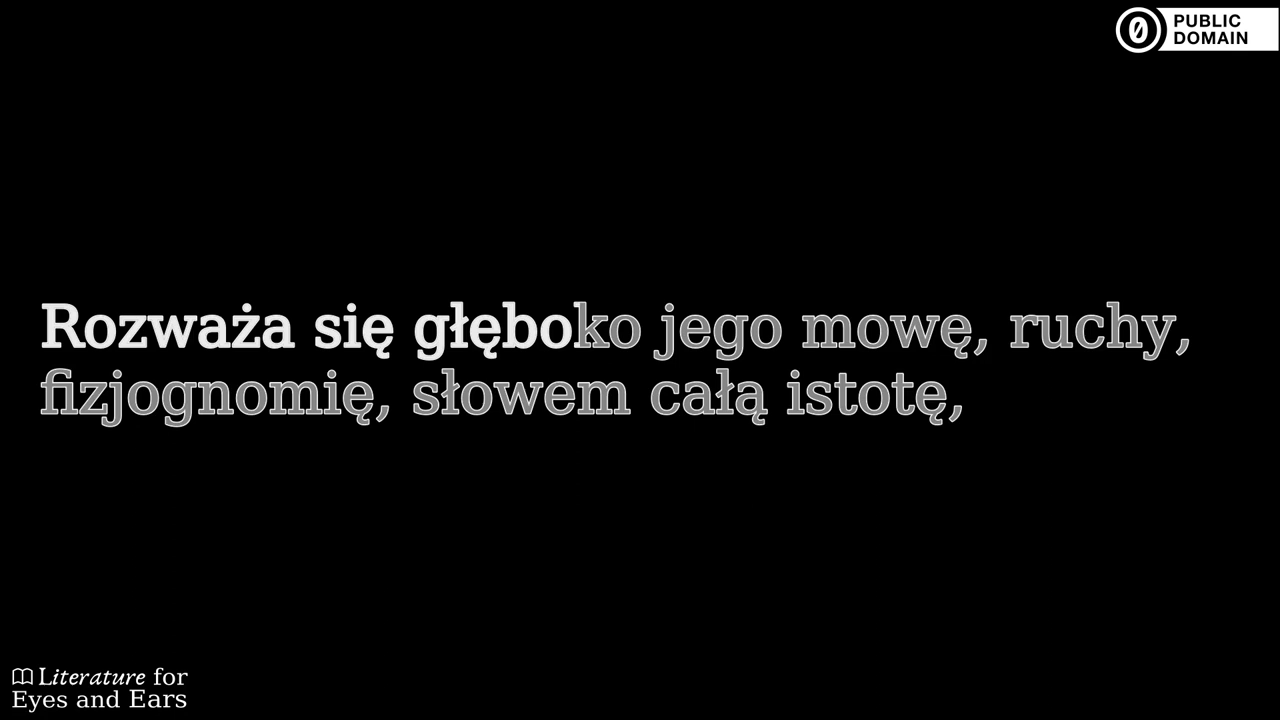 PUBLIC
DOMAIN
Rozważa się głęboko jego mowę, ruchy,
fizjognomię, słowem całą istotę,
Literature for
Eyes and Ears